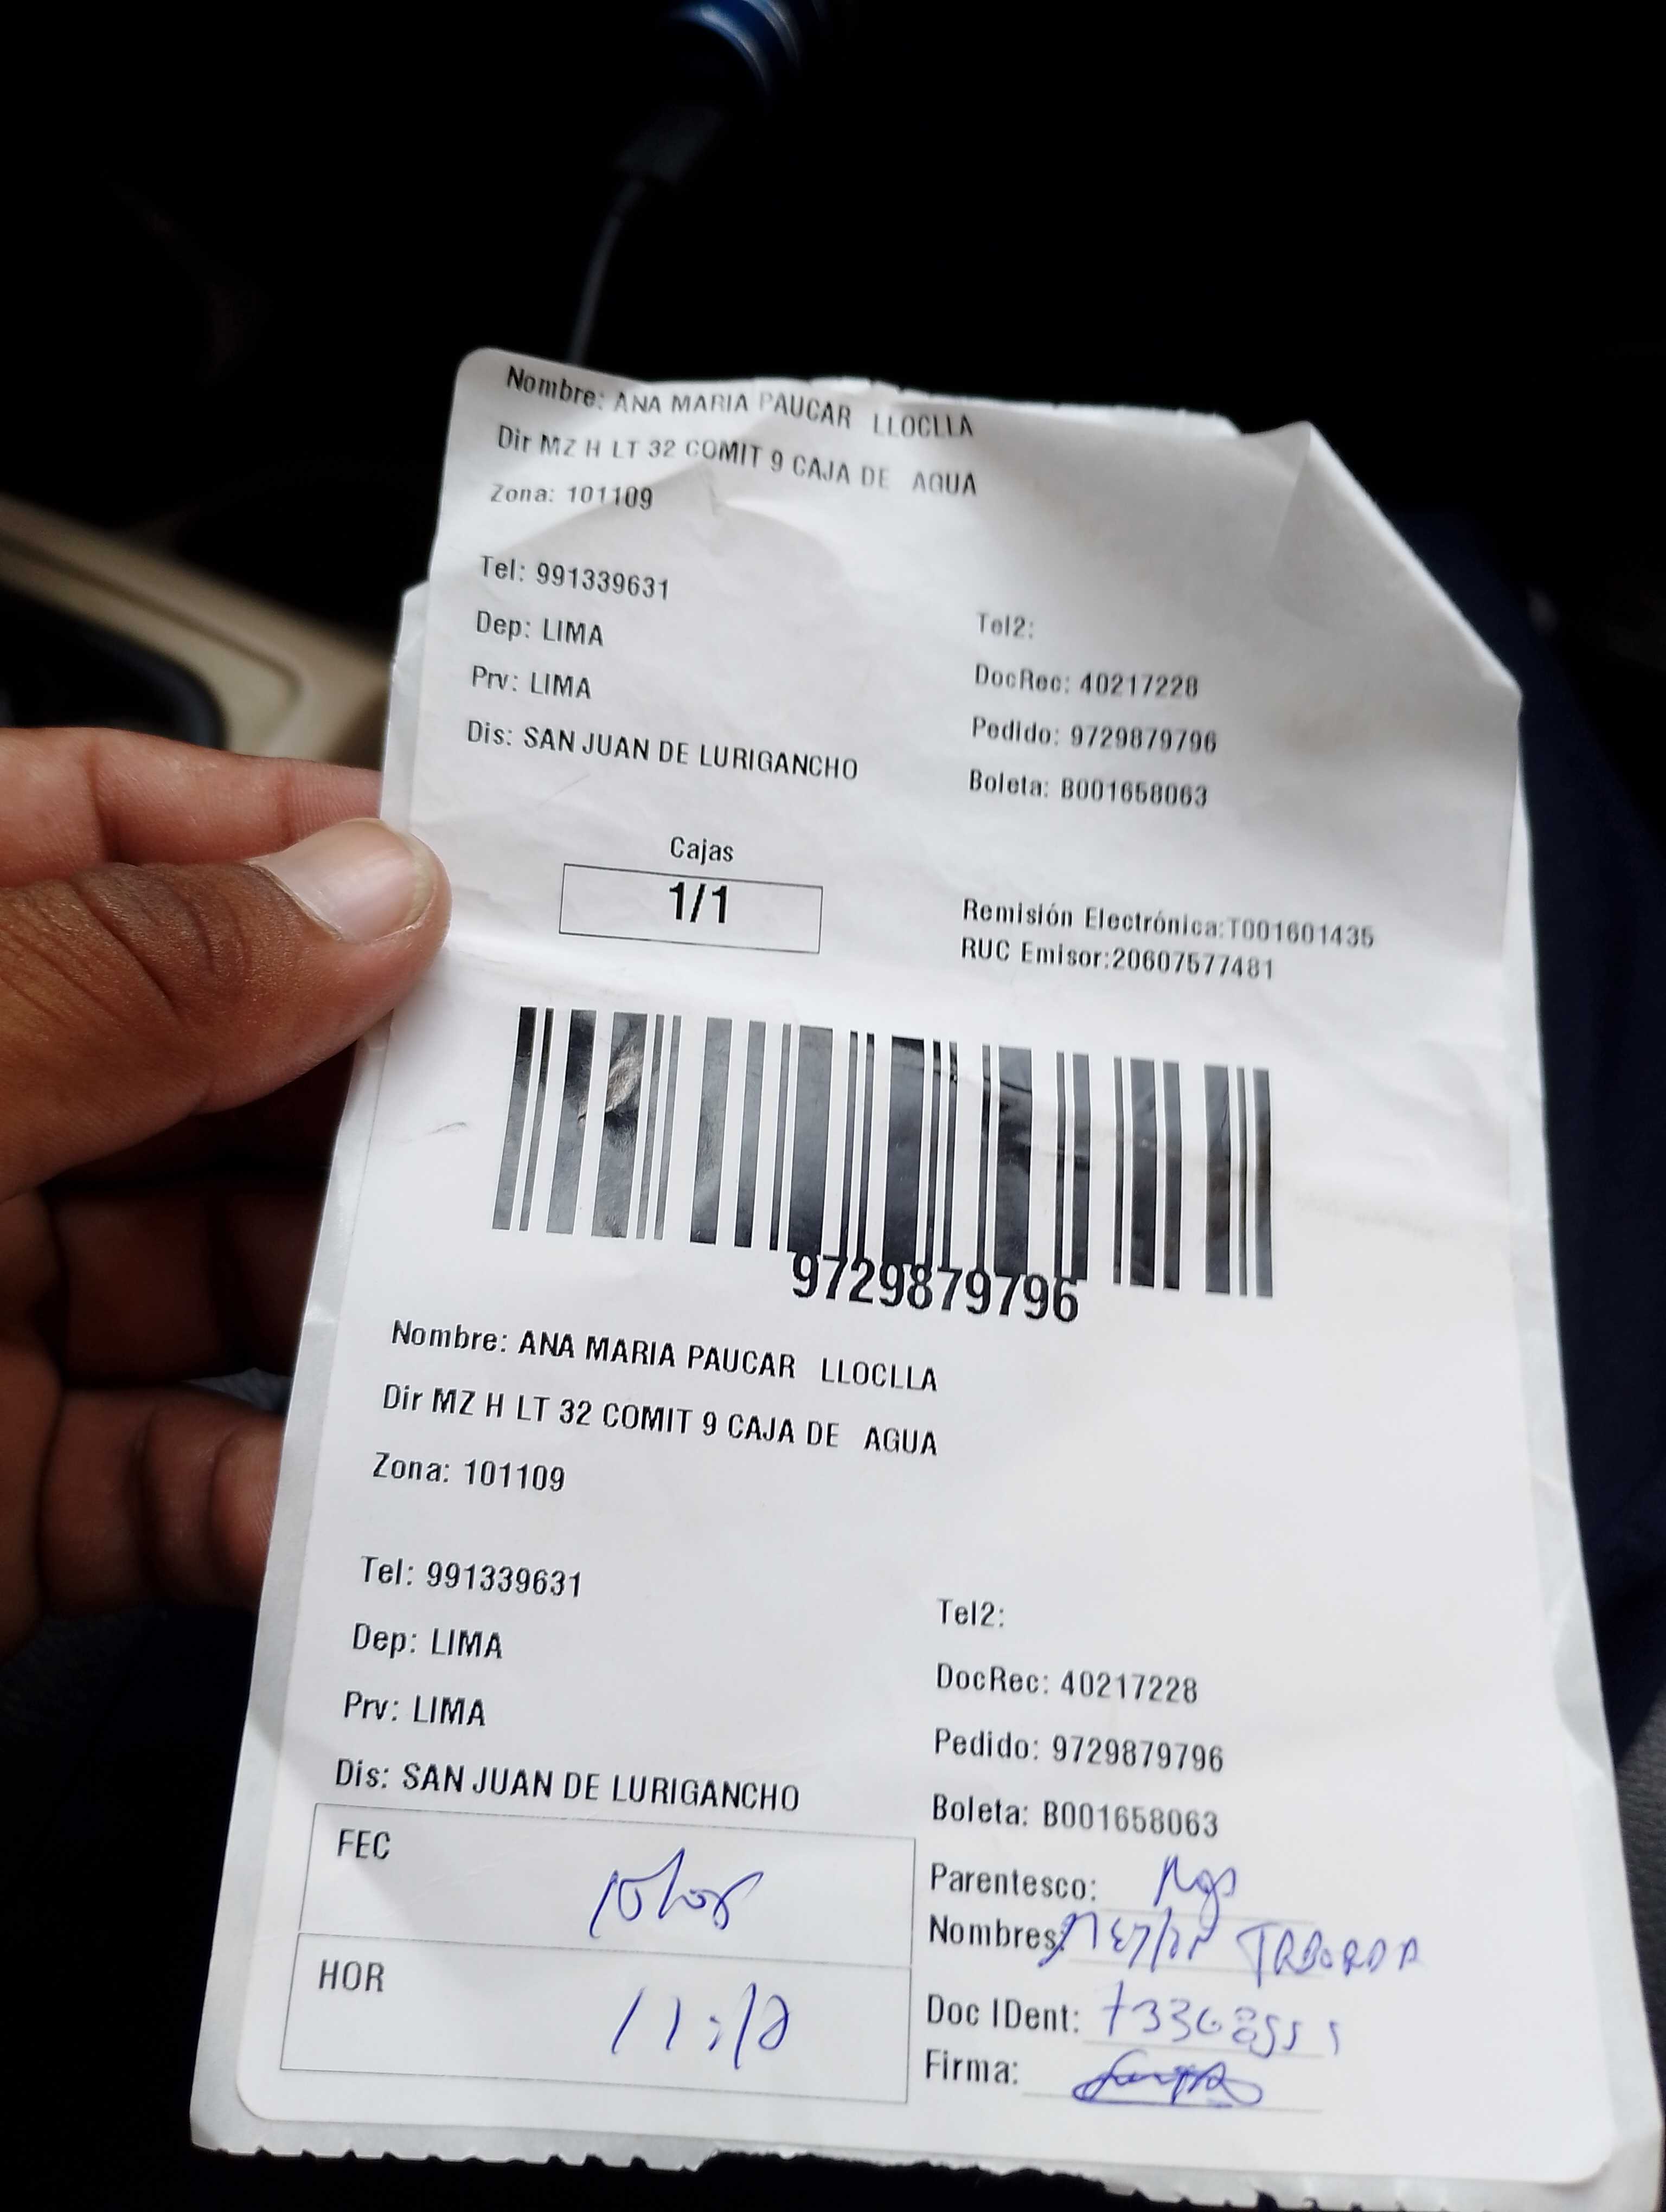 Nombre: ANA MARIA PAUCAR LLOCLLA
Dir MZ H LT 32 COMIT 9 CAJA DE AGUA
Zona: 101109
Tel: 991339631
Tel2:
Dep: LIMA
DocRec: 40217228
Prv: LIMA
Pedido: 9729879796
Dis: SAN JUAN DE LURIGANCHO
Boleta: B001658063
Cajas
1/1
Remisión Electrónica:T001601435
RUC Emisor:20607577481
9729879796
Nombre: ANA MARIA PAUCAR LLOCLLA
Dir MZ H LT 32 COMIT 9 CAJA DE AGUA
Zona: 101109
Tel: 991339631
Tel2:
Dep: LIMA
DocRec: 40217228
Prv: LIMA
Pedido: 9729879796
Dis: SAN JUAN DE LURIGANCHO
Boleta: B001658063
FEC
Parentesco:
Nombres: TABORDA
HOR
Doc IDent:
Firma: